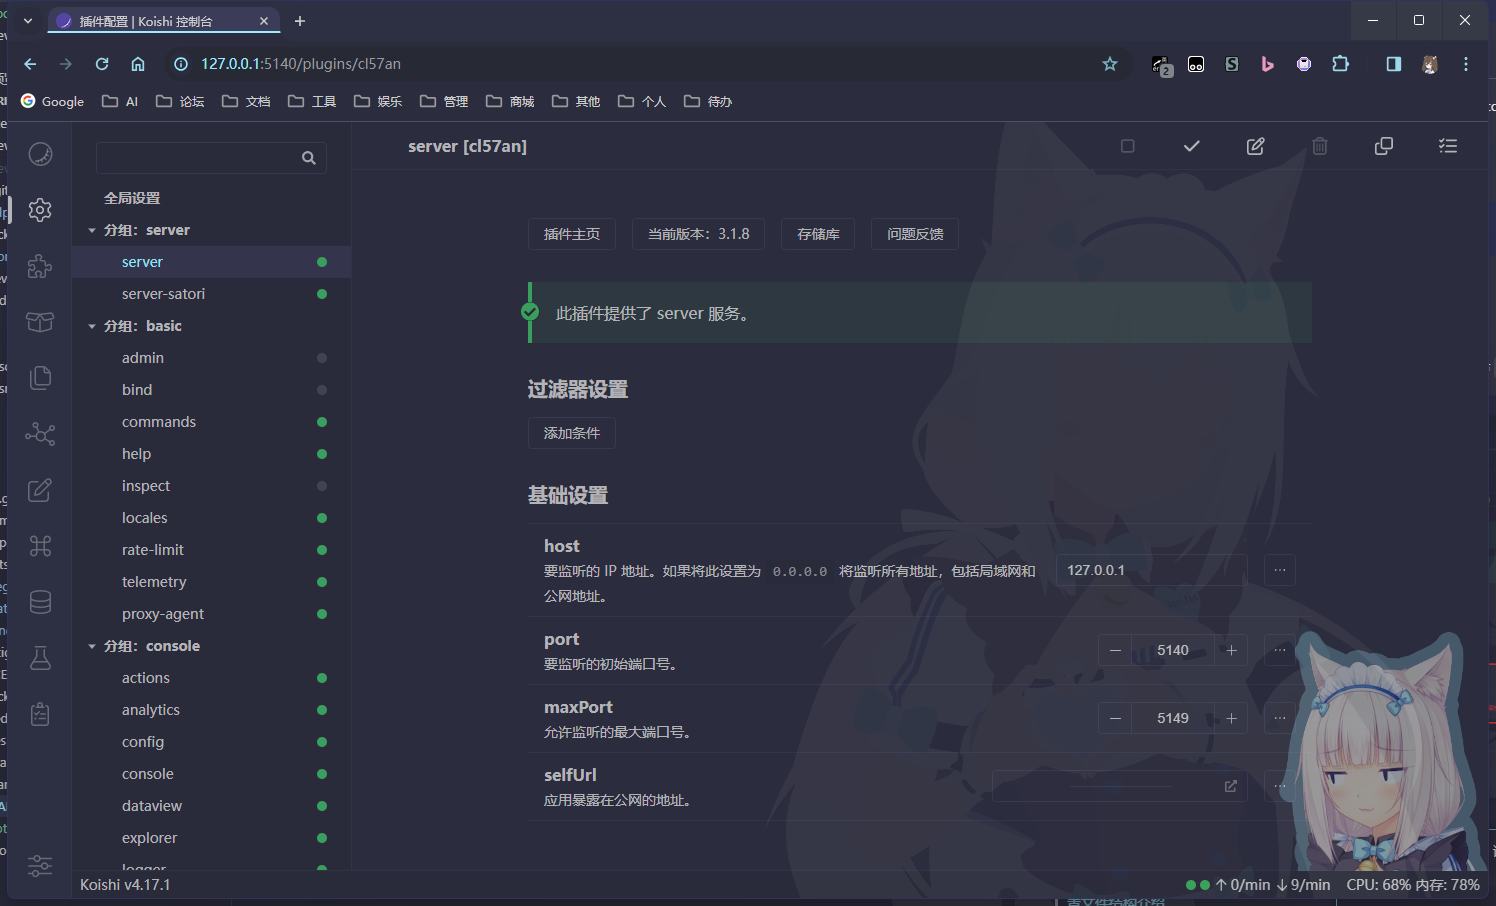 插件配置 | Koishi 控制台
127.0.0.1:5140/plugins/cl57an
2
Google
AI
论坛
文档
工具
娱乐
管理
商城
其他
个人
待办
server [cl57an]
全局设置
分组：server
server
server-satori
分组：basic
admin
bind
commands
help
inspect
locales
rate-limit
telemetry
proxy-agent
分组：console
actions
analytics
config
console
dataview
explorer
logger
插件主页
当前版本：3.1.8
存储库
问题反馈
此插件提供了 server 服务。
过滤器设置
添加条件
基础设置
host
要监听的 IP 地址。如果将此设置为 0.0.0.0 将监听所有地址，包括局域网和
公网地址。
127.0.0.1
port
要监听的初始端口号。
5140
maxPort
允许监听的最大端口号。
5149
selfUrl
应用暴露在公网的地址。
Koishi v4.17.1
↑ 0/min ↓ 9/min
CPU: 68% 内存: 78%